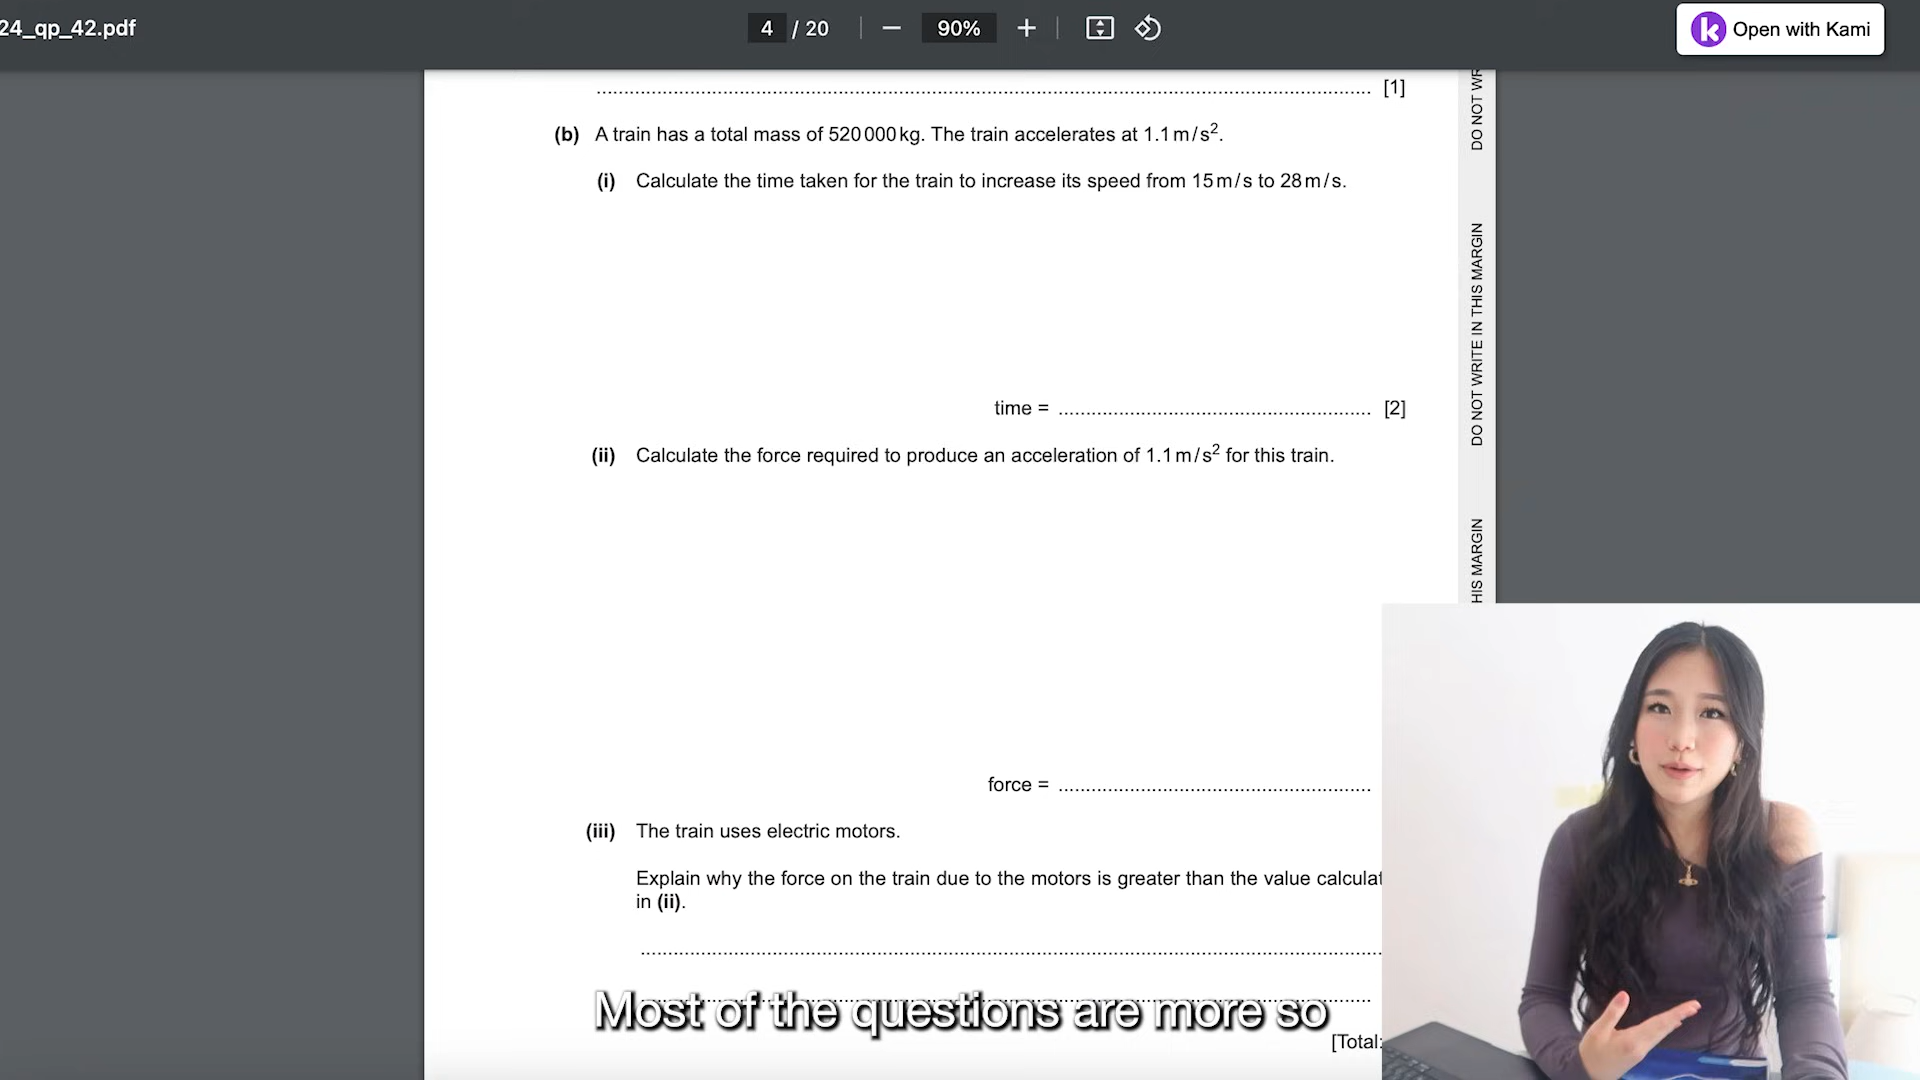 24_qp_42.pdf
4 / 20
90%
k Open with Kami
[1]
DO NOT WR
(b) A train has a total mass of 520 000 kg. The train accelerates at 1.1 m/s².
(i) Calculate the time taken for the train to increase its speed from 15 m/s to 28 m/s.
DO NOT WRITE IN THIS MARGIN
time = ........................................................ [2]
(ii) Calculate the force required to produce an acceleration of 1.1 m/s² for this train.
HIS MARGIN
force = ........................................................
(iii) The train uses electric motors.
Explain why the force on the train due to the motors is greater than the value calculat
in (ii).
Most of the questions are more so
[Total: